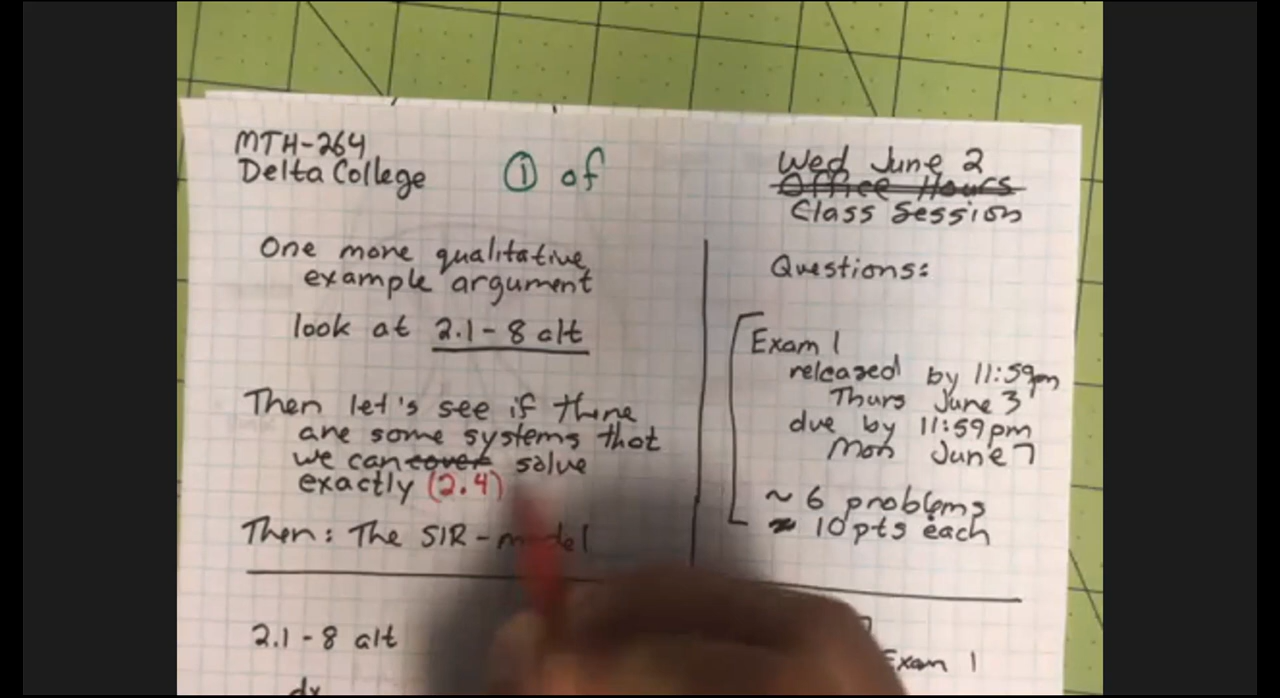 MTH-264
Delta College
① of
Wed June 2
Office Hours
Class Session
One more qualitative
example argument
look at 2.1-8 alt
Then let's see if there
are some systems that
we can cover solve
exactly (2.4)
Then: The SIR-model
Questions:
Exam 1
released by 11:59pm
Thurs June 3
due by 11:59pm
Mon June 7
~ 6 problems
~ 10 pts each
2.1-8 alt
dx
Exam 1